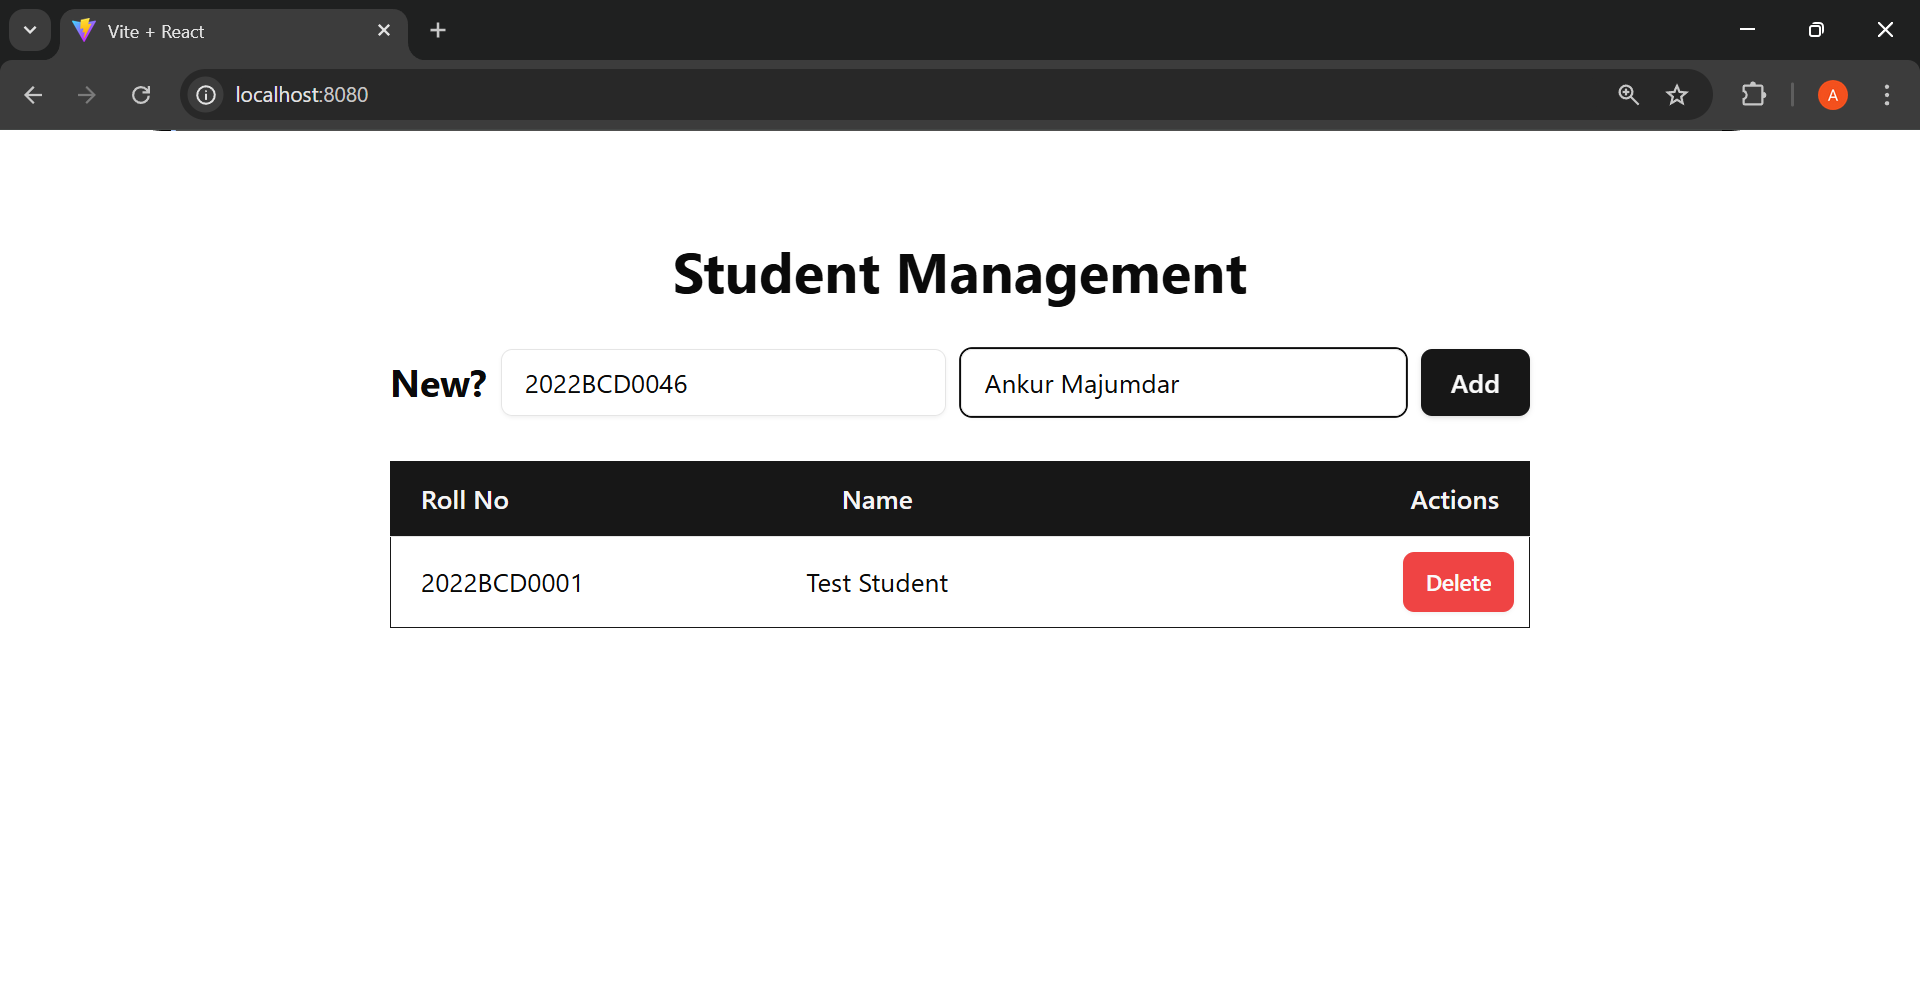 Vite + React
localhost:8080
A
Student Management
New? 2022BCD0046 Ankur Majumdar Add
Roll No Name Actions
2022BCD0001 Test Student Delete